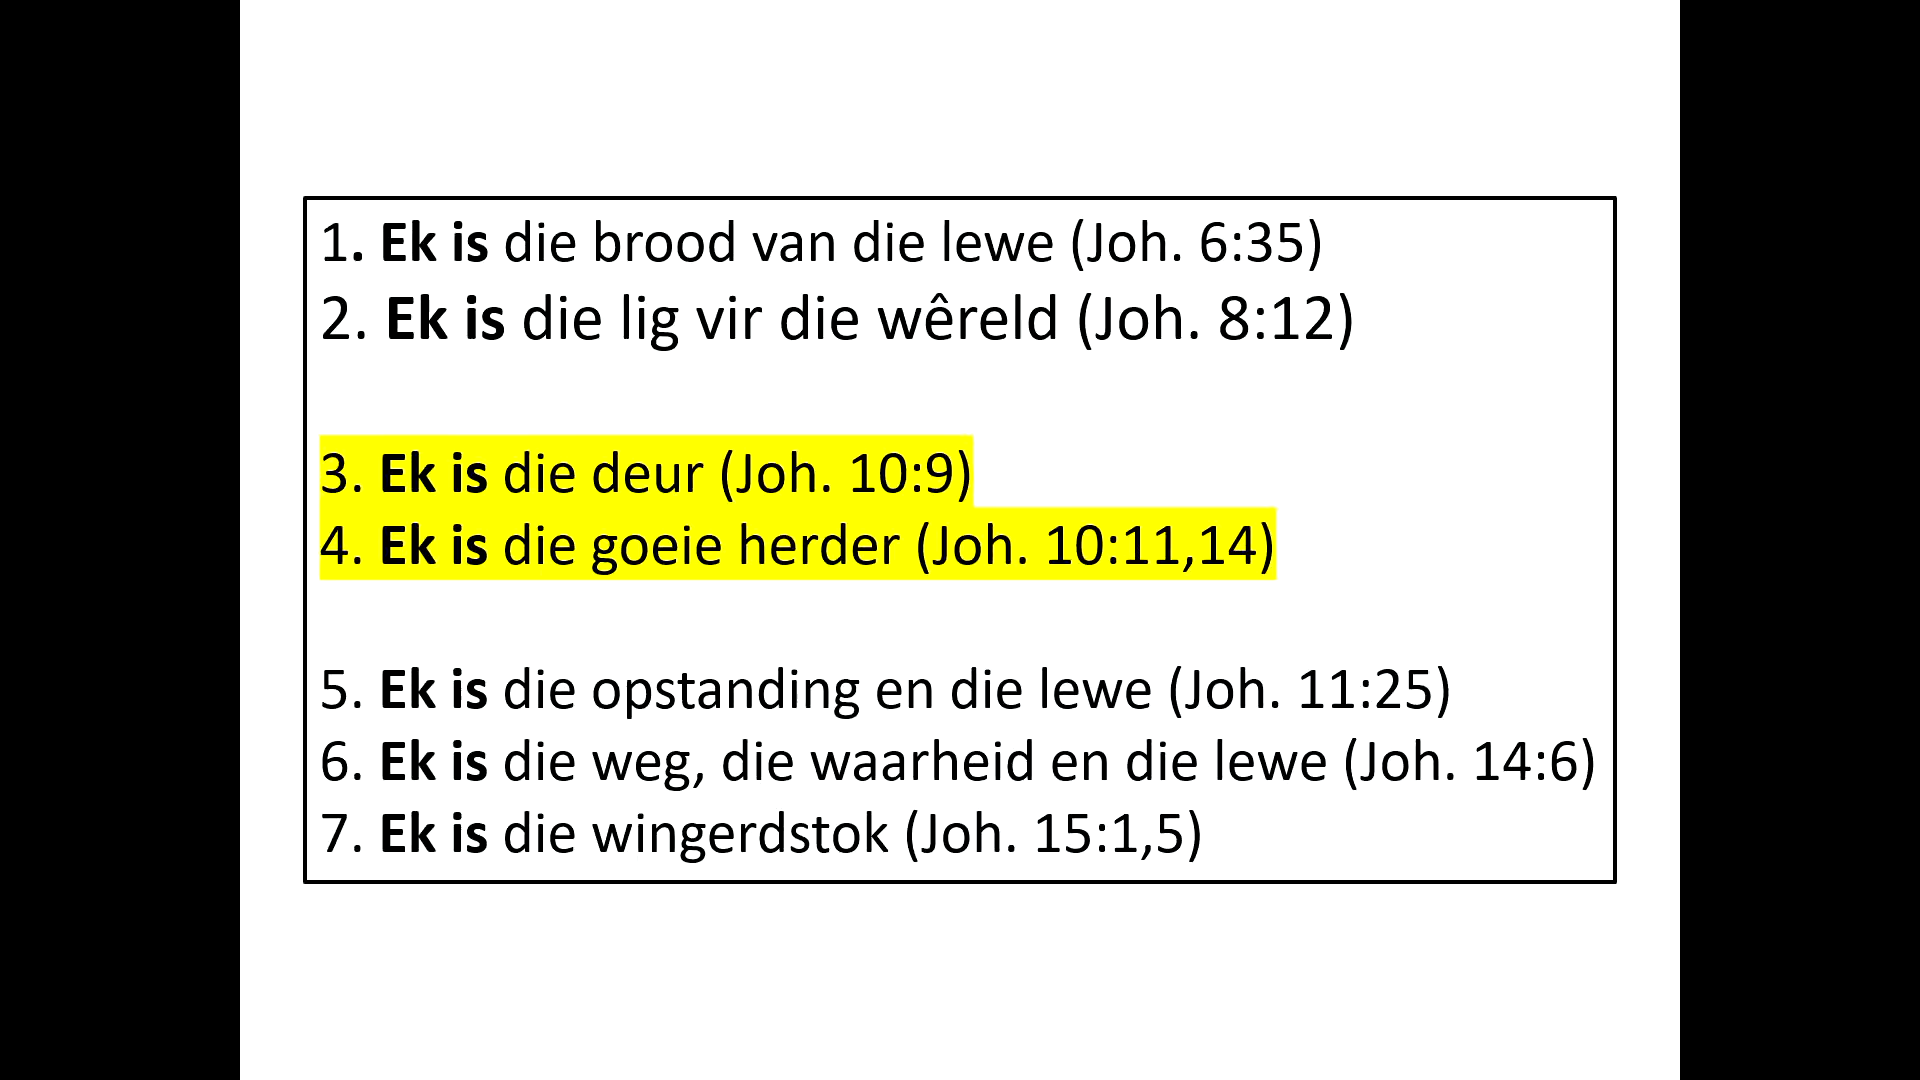 1. Ek is die brood van die lewe (Joh. 6:35)
2. Ek is die lig vir die wêreld (Joh. 8:12)
3. Ek is die deur (Joh. 10:9)
4. Ek is die goeie herder (Joh. 10:11,14)
5. Ek is die opstanding en die lewe (Joh. 11:25)
6. Ek is die weg, die waarheid en die lewe (Joh. 14:6)
7. Ek is die wingerdstok (Joh. 15:1,5)